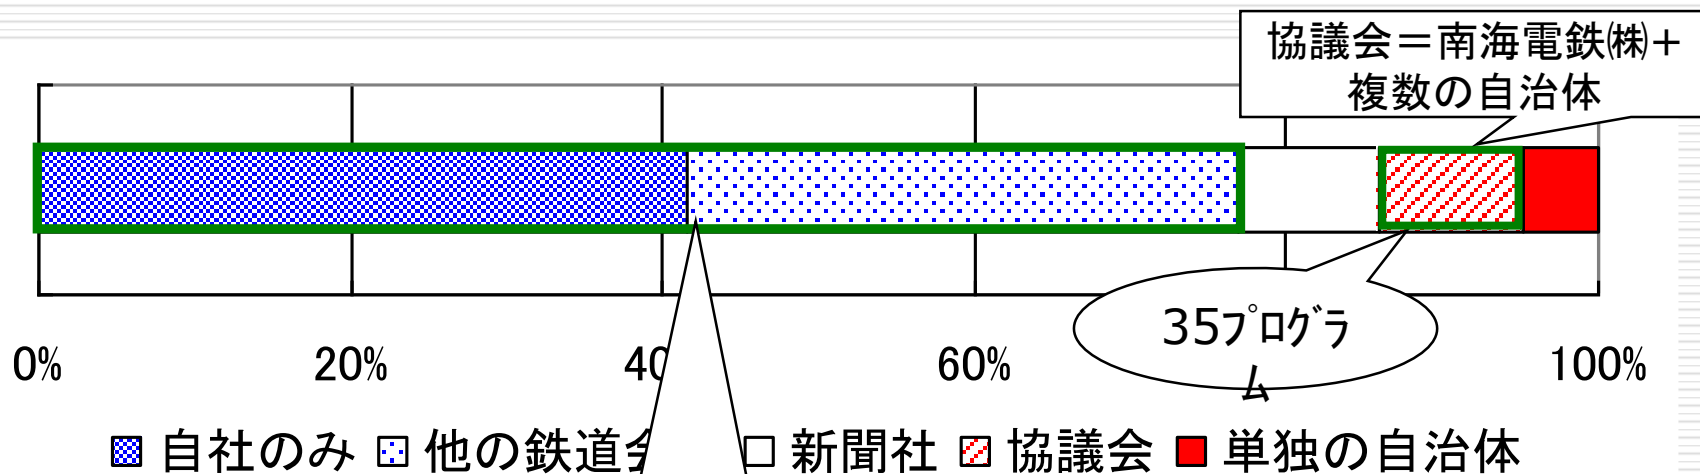 協議会＝南海電鉄㈱＋
複数の自治体
35ﾌﾟﾛｸﾞﾗ
ﾑ
0% 20% 40 60% 100%
自社のみ 他の鉄道会 新聞社 協議会 単独の自治体